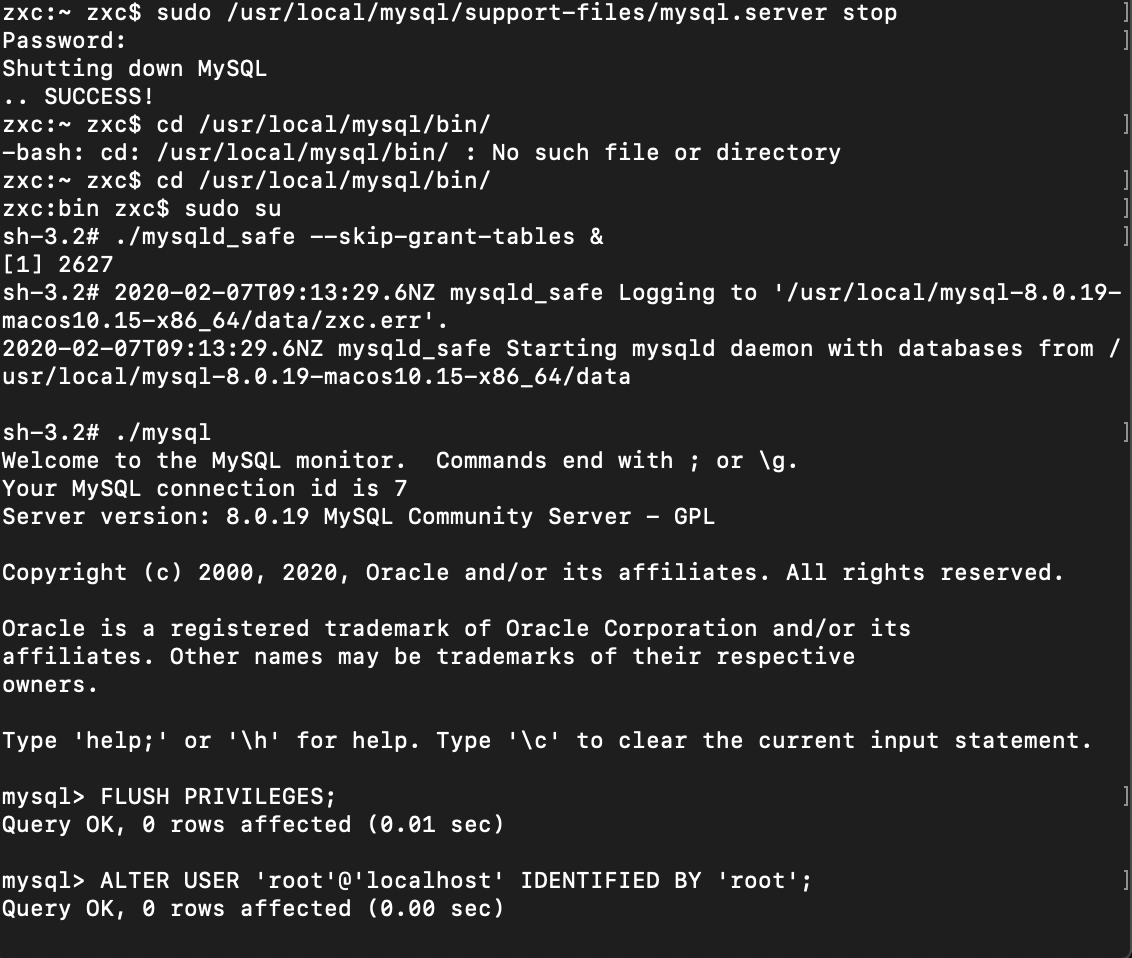 zxc:~ zxc$ sudo /usr/local/mysql/support-files/mysql.server stop ]
Password: ]
Shutting down MySQL
.. SUCCESS!
zxc:~ zxc$ cd /usr/local/mysql/bin/ ]
-bash: cd: /usr/local/mysql/bin/ : No such file or directory
zxc:~ zxc$ cd /usr/local/mysql/bin/ ]
zxc:bin zxc$ sudo su ]
sh-3.2# ./mysqld_safe --skip-grant-tables & ]
[1] 2627
sh-3.2# 2020-02-07T09:13:29.6NZ mysqld_safe Logging to '/usr/local/mysql-8.0.19-
macos10.15-x86_64/data/zxc.err'.
2020-02-07T09:13:29.6NZ mysqld_safe Starting mysqld daemon with databases from /
usr/local/mysql-8.0.19-macos10.15-x86_64/data
sh-3.2# ./mysql ]
Welcome to the MySQL monitor.  Commands end with ; or \g.
Your MySQL connection id is 7
Server version: 8.0.19 MySQL Community Server - GPL
Copyright (c) 2000, 2020, Oracle and/or its affiliates. All rights reserved.
Oracle is a registered trademark of Oracle Corporation and/or its
affiliates. Other names may be trademarks of their respective
owners.
Type 'help;' or '\h' for help. Type '\c' to clear the current input statement.
mysql> FLUSH PRIVILEGES; ]
Query OK, 0 rows affected (0.01 sec)
mysql> ALTER USER 'root'@'localhost' IDENTIFIED BY 'root'; ]
Query OK, 0 rows affected (0.00 sec)